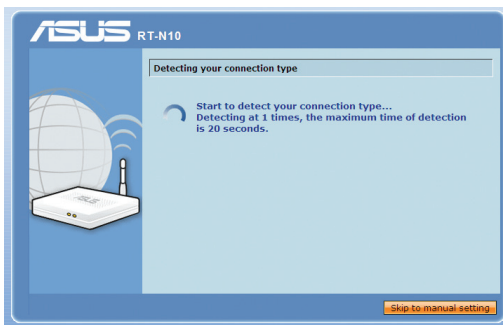 ASUS RT-N10
Detecting your connection type
Start to detect your connection type...
Detecting at 1 times, the maximum time of detection
is 20 seconds.
ASUS
Skip to manual setting